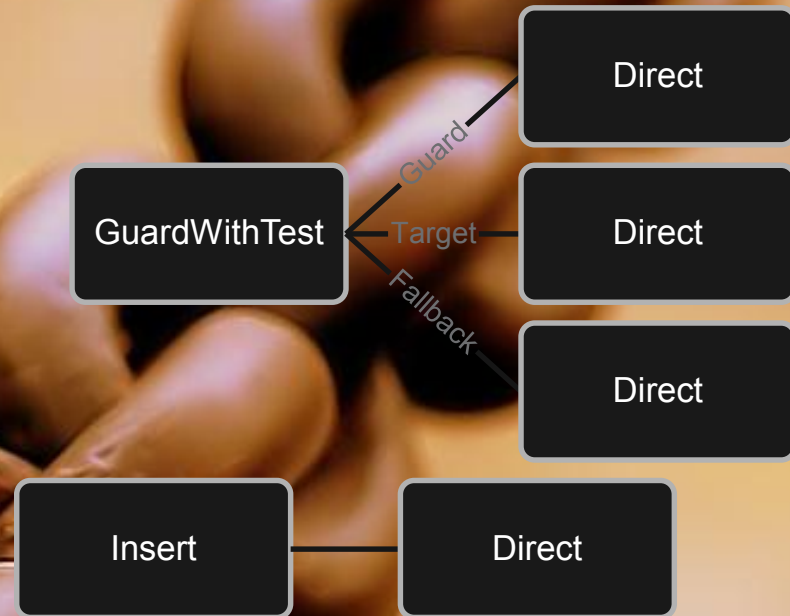 Direct
Guard
GuardWithTest
Target
Direct
Fallback
Direct
Insert
Direct